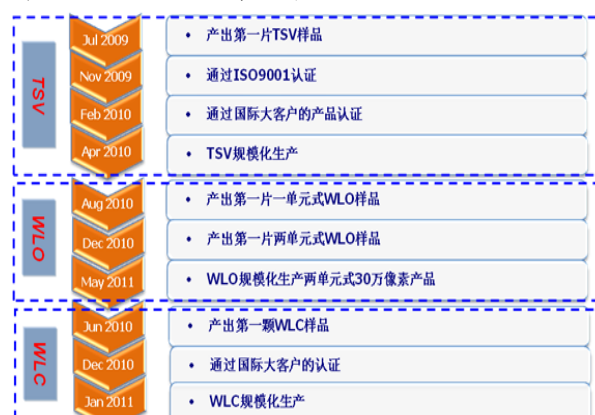 TSV
Jul 2009
产出第一片TSV样品
Nov 2009
通过ISO9001认证
Feb 2010
通过国际大客户的产品认证
Apr 2010
TSV规模化生产
WLO
Aug 2010
产出第一片一单元式WLO样品
Dec 2010
产出第一片两单元式WLO样品
May 2011
WLO规模化生产两单元式30万像素产品
WLC
Jun 2010
产出第一颗WLC样品
Dec 2010
通过国际大客户的认证
Jan 2011
WLC规模化生产